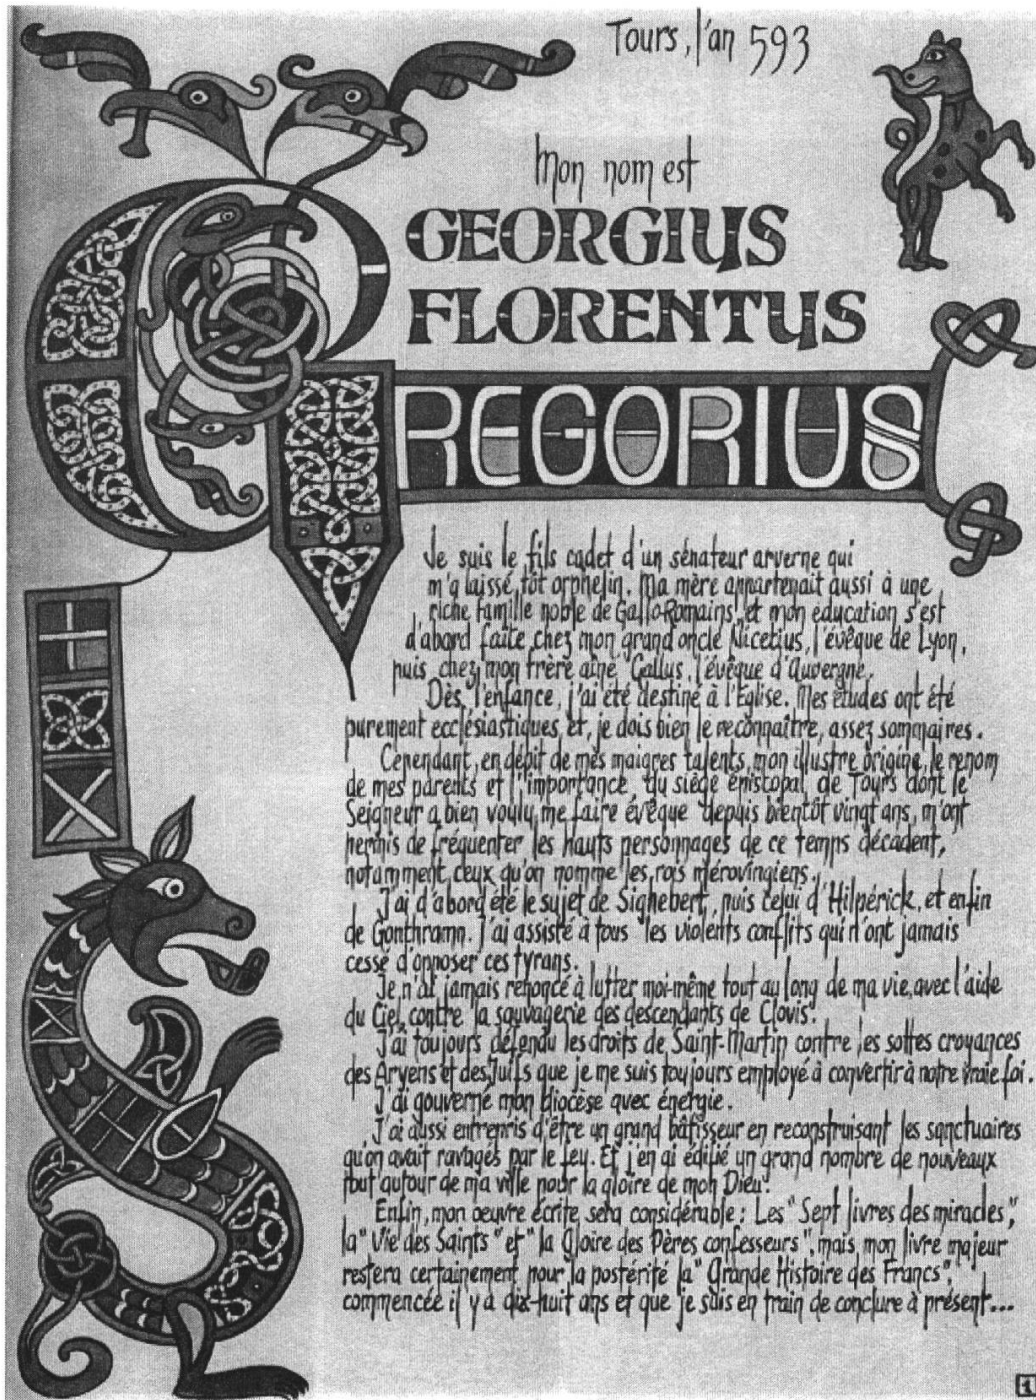 Tours, l'an 593
Mon nom est
GEORGIUS
FLORENTUS
GREGORIUS
Je suis le fils cadet d'un sénateur arverne qui
m'a laissé tôt orphelin. Ma mère appartenait aussi à une
riche famille noble de Gallo-Romains et mon éducation s'est
d'abord faite chez mon grand oncle Nicetius, l'évêque de Lyon,
puis chez mon frère aîné Gallus, l'évêque d'Auvergne.
Dès l'enfance, j'ai été destiné à l'Eglise. Mes études ont été
purement ecclésiastiques et, je dois bien le reconnaître, assez sommaires.
Cependant, en dépit de mes maigres talents, mon illustre origine, le renom
de mes parents et l'importance du siège épiscopal de Tours dont le
Seigneur a bien voulu me faire évêque depuis bientôt vingt ans, m'ont
permis de fréquenter les hauts personnages de ce temps décadent,
notamment ceux qu'on nomme les rois mérovingiens.
J'ai d'abord été le sujet de Sighebert, puis celui d'Hilpérick, et enfin
de Gonthramn. J'ai assisté à tous les violents conflits qui n'ont jamais
cessé d'opposer ces tyrans.
Je n'ai jamais renoncé à lutter moi-même tout au long de ma vie, avec l'aide
du Ciel, contre la sauvagerie des descendants de Clovis.
J'ai toujours défendu les droits de Saint-Martin contre les sottes croyances
des Aryens et des Juifs que je me suis toujours employé à convertir à notre vraie foi.
J'ai gouverné mon diocèse avec énergie.
J'ai aussi entrepris d'être un grand bâtisseur en reconstruisant les sanctuaires
qu'on avait ravagés par le feu. Et j'en ai édifié un grand nombre de nouveaux
tout autour de ma ville pour la gloire de mon Dieu.
Enfin, mon oeuvre écrite sera considérable : Les "Sept livres des miracles",
la "Vie des Saints" et "la Gloire des Pères confesseurs", mais mon livre majeur
restera certainement pour la postérité la "Grande Histoire des Francs",
commencée il y a dix-huit ans et que je suis en train de conclure à présent...